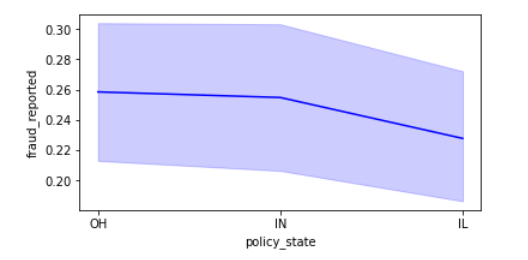 fraud_reported
0.30
0.28
0.26
0.24
0.22
0.20
OH
IN
IL
policy_state